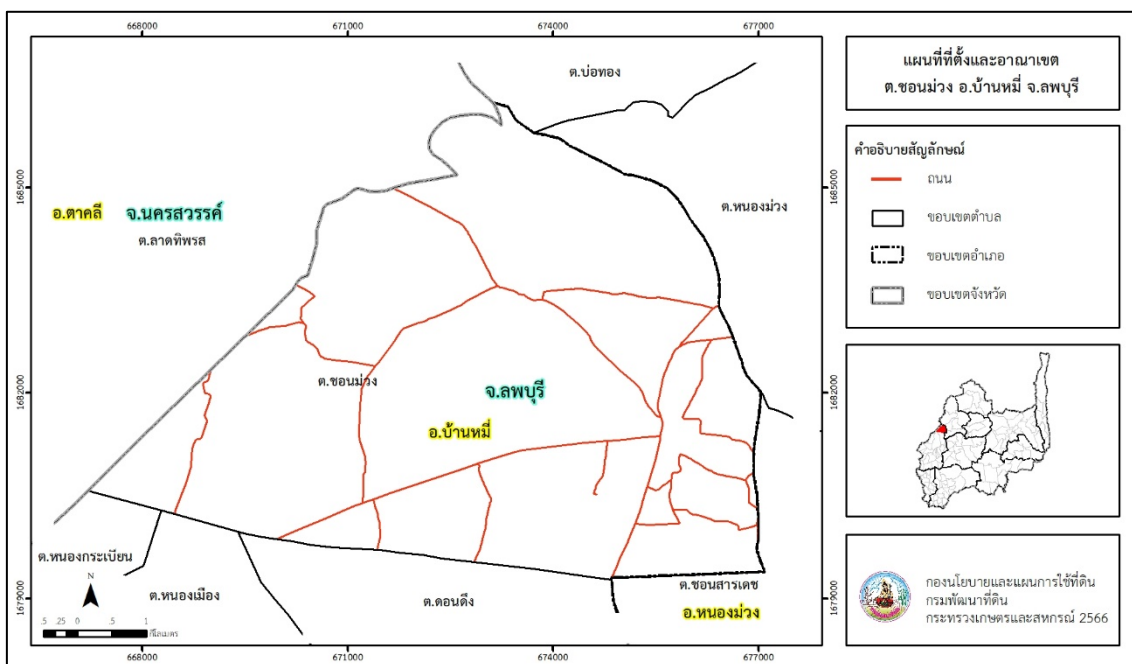 668000 671000 674000 677000
แผนที่ที่ตั้งและอาณาเขต
ต.ชอนม่วง อ.บ้านหมี่ จ.ลพบุรี
ต.บ่อทอง
คำอธิบายสัญลักษณ์
ถนน
ขอบเขตตำบล
ขอบเขตอำเภอ
ขอบเขตจังหวัด
1685000 1685000
อ.ตาคลี จ.นครสวรรค์
ต.ลาดทิพรส
ต.หนองม่วง
ต.ชอนม่วง
จ.ลพบุรี
อ.บ้านหมี่
1682000 1682000
ต.หนองกระเบียน
ต.หนองเมือง
ต.ดอนดึง
ต.ชอนสารเดช
อ.หนองม่วง
1679000 1679000
N
.5 .25 0 .5 1
กิโลเมตร
668000 671000 674000 677000
กองนโยบายและแผนการใช้ที่ดิน
กรมพัฒนาที่ดิน
กระทรวงเกษตรและสหกรณ์ 2566